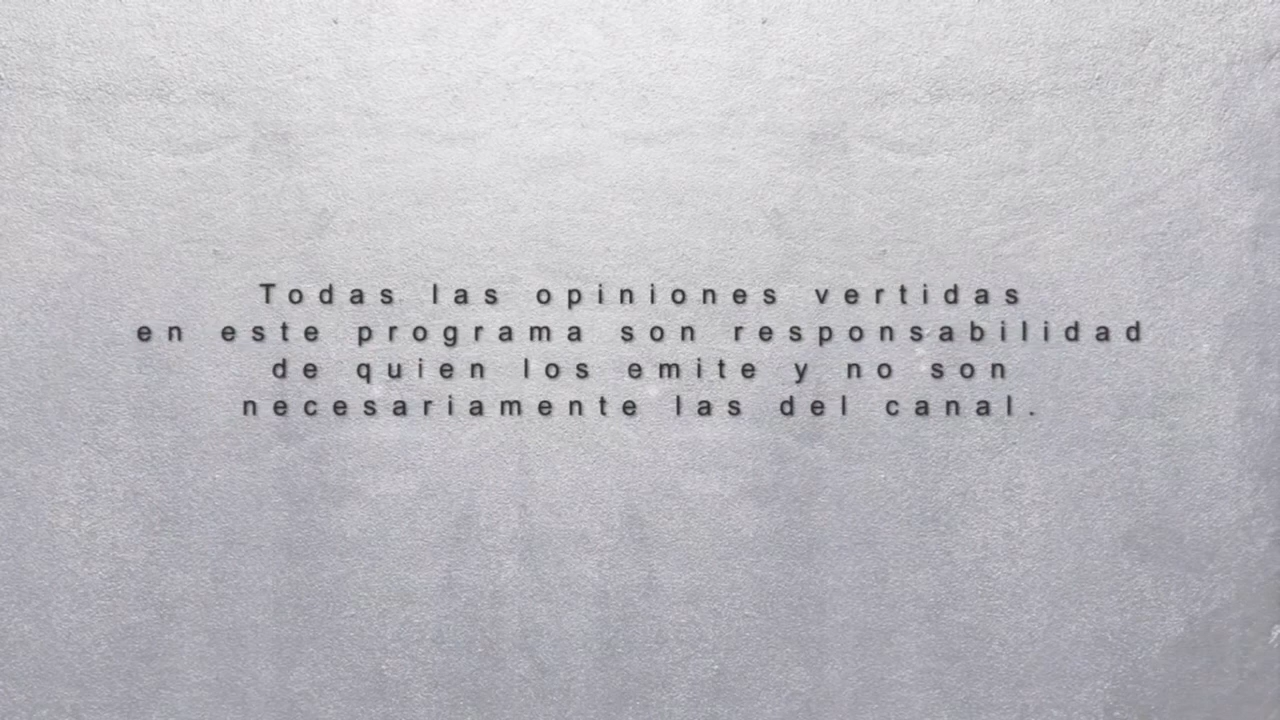 Todas las opiniones vertidas
en este programa son responsabilidad
de quien los emite y no son
necesariamente las del canal.